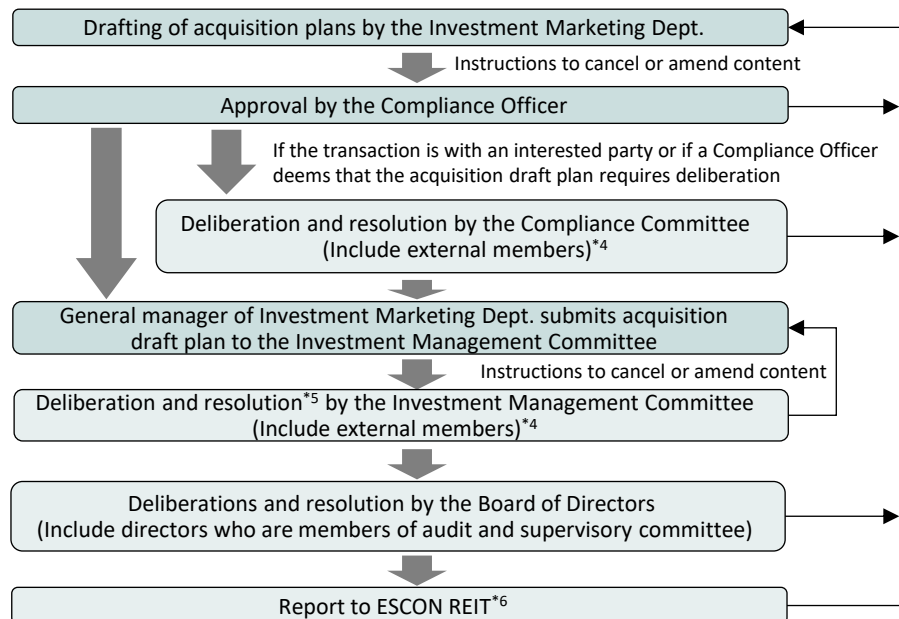 Drafting of acquisition plans by the Investment Marketing Dept.
Instructions to cancel or amend content
Approval by the Compliance Officer
If the transaction is with an interested party or if a Compliance Officer
deems that the acquisition draft plan requires deliberation
Deliberation and resolution by the Compliance Committee
(Include external members)*4
General manager of Investment Marketing Dept. submits acquisition
draft plan to the Investment Management Committee
Instructions to cancel or amend content
Deliberation and resolution*5 by the Investment Management Committee
(Include external members)*4
Deliberations and resolution by the Board of Directors
(Include directors who are members of audit and supervisory committee)
Report to ESCON REIT*6